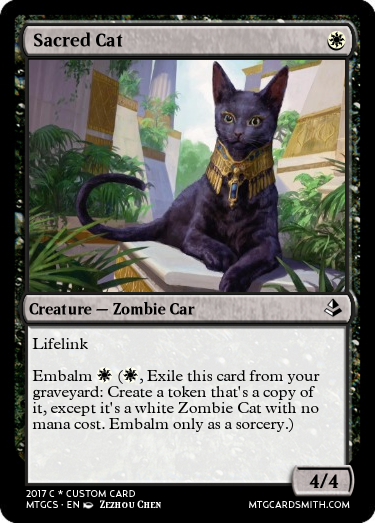 Sacred Cat
Creature — Zombie Car
Lifelink
Embalm (, Exile this card from your
graveyard: Create a token that's a copy of
it, except it's a white Zombie Cat with no
mana cost. Embalm only as a sorcery.)
4/4
2017 C * CUSTOM CARD
MTGCS · EN Zezhou Chen
MTGCARDSMITH.COM